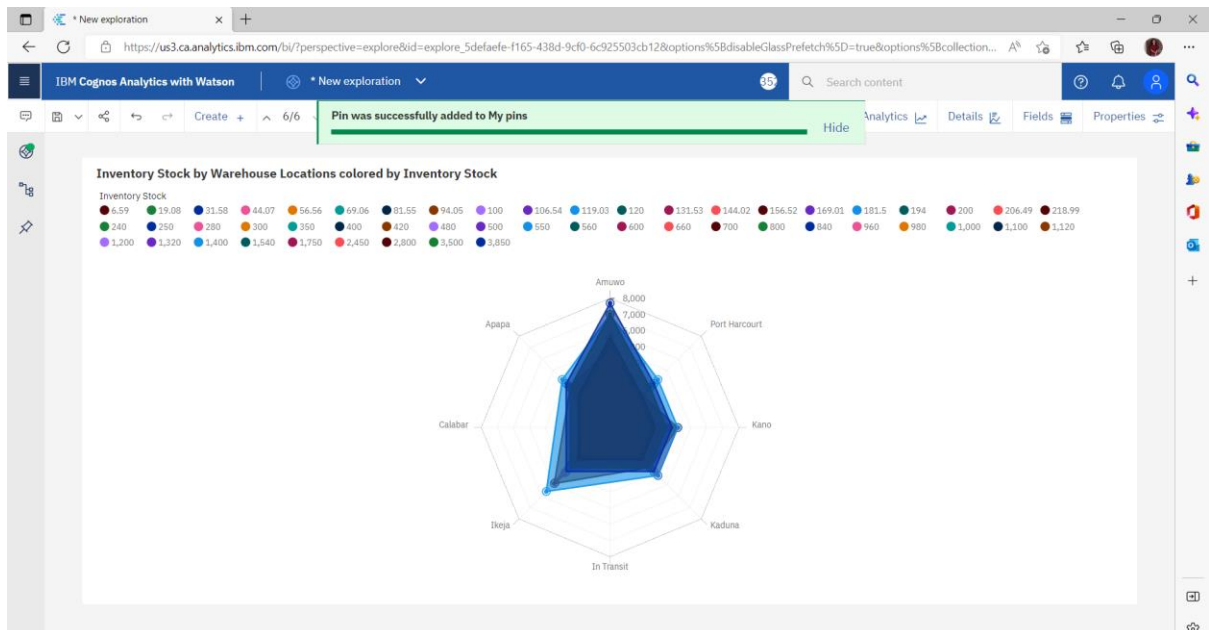 * New exploration
https://us3.ca.analytics.ibm.com/bi/?perspective=explore&id=explore_5defaefe-f165-438d-9cf0-6c925503cb12&options%5BdisableGlassPrefetch%5D=true&options%5Bcollection...
IBM Cognos Analytics with Watson * New exploration 35 Search content
Create + 6/6 Pin was successfully added to My pins Hide Analytics Details Fields Properties
Inventory Stock by Warehouse Locations colored by Inventory Stock
Inventory Stock
6.59 19.08 31.58 44.07 56.56 69.06 81.55 94.05 100 106.54 119.03 120 131.53 144.02 156.52 169.01 181.5 194 200 206.49 218.99
240 250 280 300 350 400 420 480 500 550 560 600 660 700 800 840 960 980 1,000 1,100 1,120
1,200 1,320 1,400 1,540 1,750 2,450 2,800 3,500 3,850
Amuwo
8,000
7,000
Apapa Port Harcourt
Calabar Kano
Ikeja Kaduna
In Transit